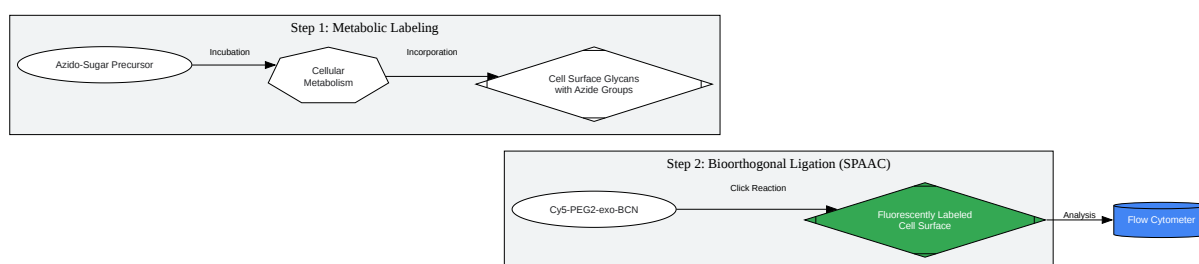 Step 1: Metabolic Labeling
Azido-Sugar Precursor
Incubation
Cellular
Metabolism
Incorporation
Cell Surface Glycans
with Azide Groups
Step 2: Bioorthogonal Ligation (SPAAC)
Cy5-PEG2-exo-BCN
Click Reaction
Fluorescently Labeled
Cell Surface
Analysis
Flow Cytometer